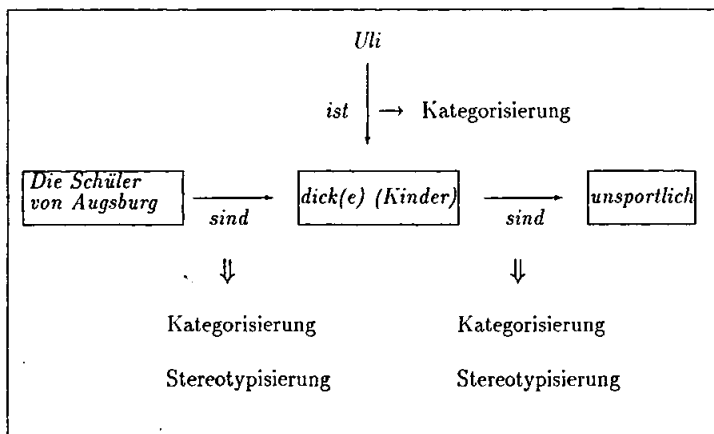 Uli
ist → Kategorisierung
Die Schüler
von Augsburg
sind
dick(e) (Kinder)
sind
unsportlich
⇓ ⇓
Kategorisierung Kategorisierung
Stereotypisierung Stereotypisierung